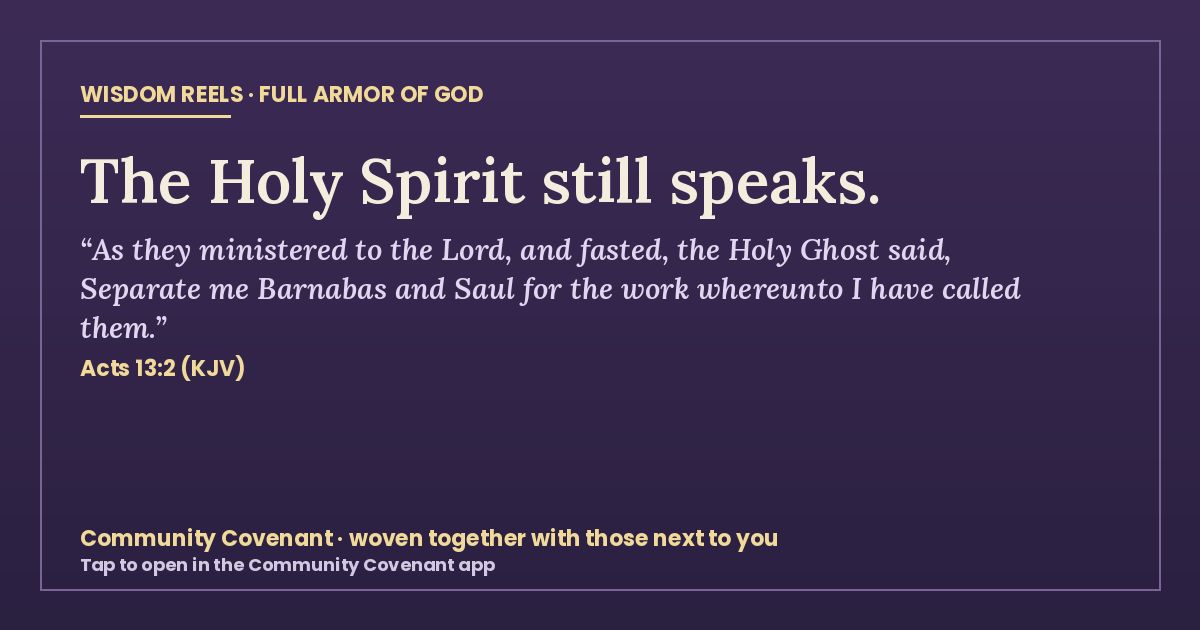 WISDOM REELS · FULL ARMOR OF GOD
The Holy Spirit still speaks.
“As they ministered to the Lord, and fasted, the Holy Ghost said,
Separate me Barnabas and Saul for the work whereunto I have called
them.”
Acts 13:2 (KJV)
Community Covenant · woven together with those next to you
Tap to open in the Community Covenant app